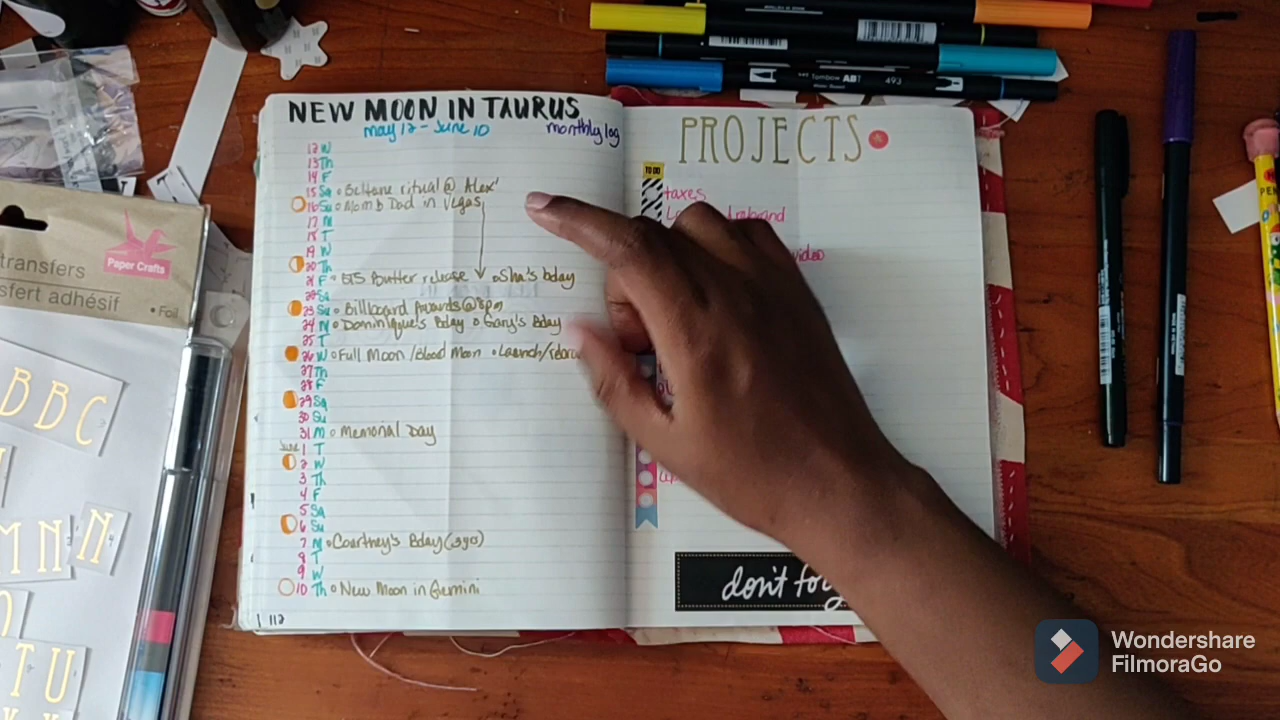 NEW MOON IN TAURUS
may 12 - June 10
monthly log
12 W
13 Th
14 F
15 Sa • Beltane ritual @ Alex'
16 Su • Mom & Dad in Vegas
17 M
18 T
19 W
20 Th
21 F • BTS Butter release • Sha's bday
22 Sa
23 Su • Billboard Awards @ 8pm
24 M • Dominique's Bday • Gary's Bday
25 T
26 W • Full Moon / Blood Moon • Launch/
27 Th
28 F
29 Sa
30 Su
31 M • Memorial Day
June 1 T
2 W
3 Th
4 F
5 Sa
6 Su
7 M • Courtney's Bday (3yo)
8 T
9 W
10 Th • New Moon in Gemini
112
PROJECTS
TO DO
taxes
rebrand
video
don't
transfers
Paper Crafts
sfert adhésif
• Foil
B B C
M N N
T U
Tombow ABT 493
Wondershare
FilmoraGo